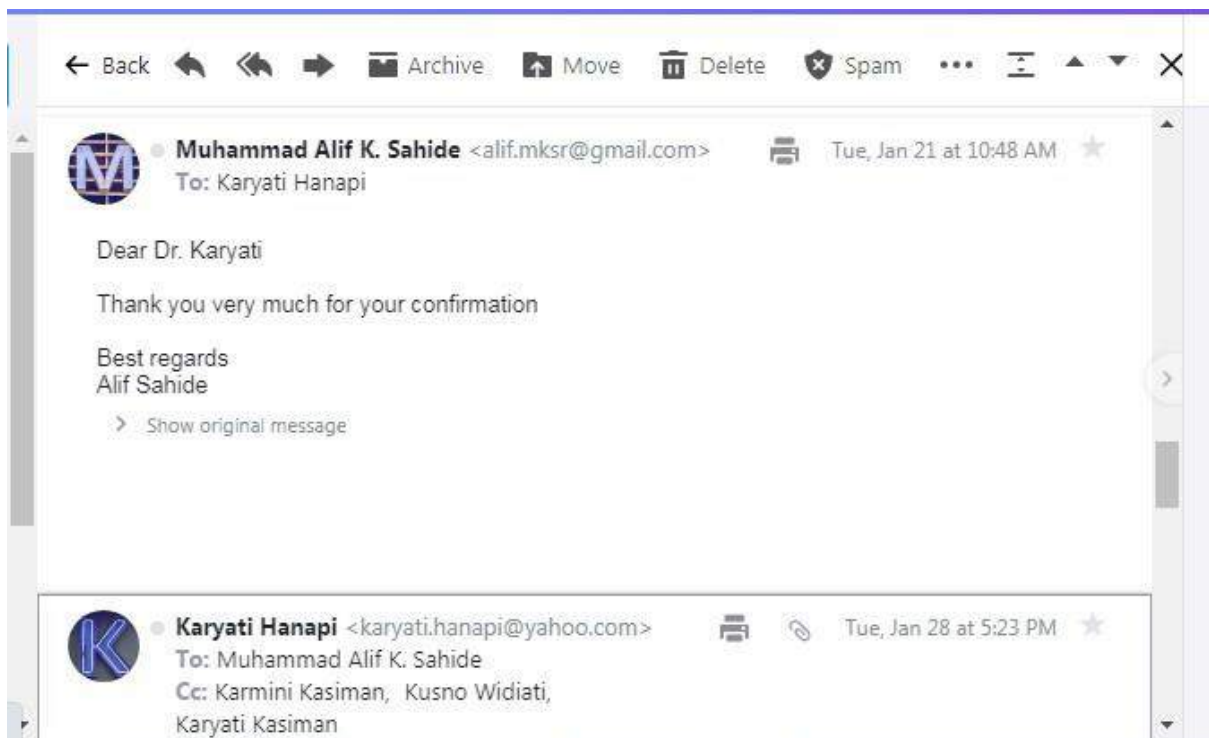 ← Back Archive Move Delete Spam •••
M Muhammad Alif K. Sahide <alif.mksr@gmail.com> Tue, Jan 21 at 10:48 AM
To: Karyati Hanapi
Dear Dr. Karyati
Thank you very much for your confirmation
Best regards
Alif Sahide
> Show original message
K Karyati Hanapi <karyati.hanapi@yahoo.com> Tue, Jan 28 at 5:23 PM
To: Muhammad Alif K. Sahide
Cc: Karmini Kasiman, Kusno Widiati,
Karyati Kasiman